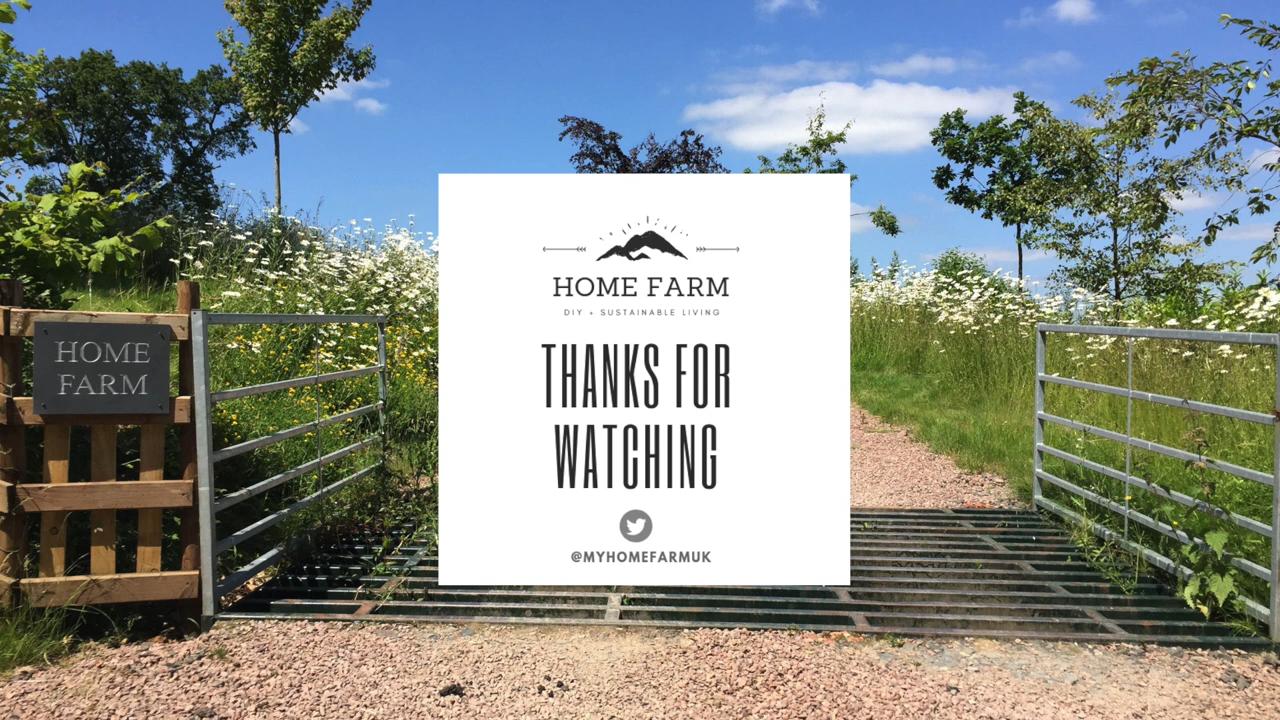 HOME
FARM
HOME FARM
DIY + SUSTAINABLE LIVING
THANKS FOR
WATCHING
@MYHOMEFARMUK